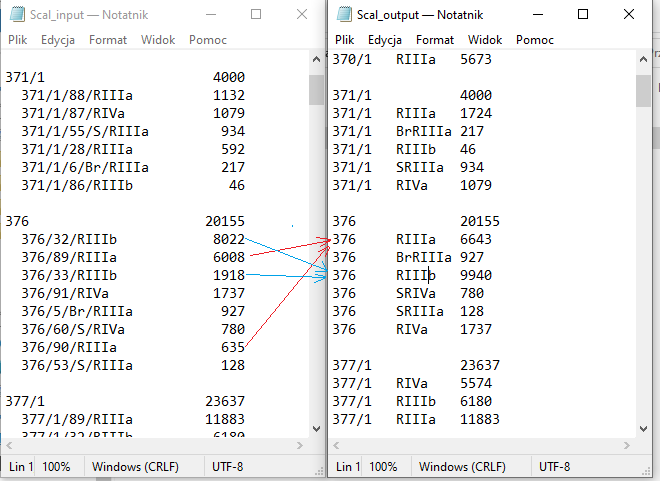 Scal_input — Notatnik
Plik Edycja Format Widok Pomoc
371/1 4000
371/1/88/RIIIa 1132
371/1/87/RIVa 1079
371/1/55/S/RIIIa 934
371/1/28/RIIIa 592
371/1/6/Br/RIIIa 217
371/1/86/RIIIb 46
376 20155
376/32/RIIIb 8022
376/89/RIIIa 6008
376/33/RIIIb 1918
376/91/RIVa 1737
376/5/Br/RIIIa 927
376/60/S/RIVa 780
376/90/RIIIa 635
376/53/S/RIIIa 128
377/1 23637
377/1/89/RIIIa 11883
377/1/32/RIIIb 6180
Lin 1 100% Windows (CRLF) UTF-8
Scal_output — Notatnik
Plik Edycja Format Widok Pomoc
370/1 RIIIa 5673
371/1 4000
371/1 RIIIa 1724
371/1 BrRIIIa 217
371/1 RIIIb 46
371/1 SRIIIa 934
371/1 RIVa 1079
376 20155
376 RIIIa 6643
376 BrRIIIa 927
376 RIIIb 9940
376 SRIVa 780
376 SRIIIa 128
376 RIVa 1737
377/1 23637
377/1 RIVa 5574
377/1 RIIIb 6180
377/1 RIIIa 11883
Lin 1 100% Windows (CRLF) UTF-8